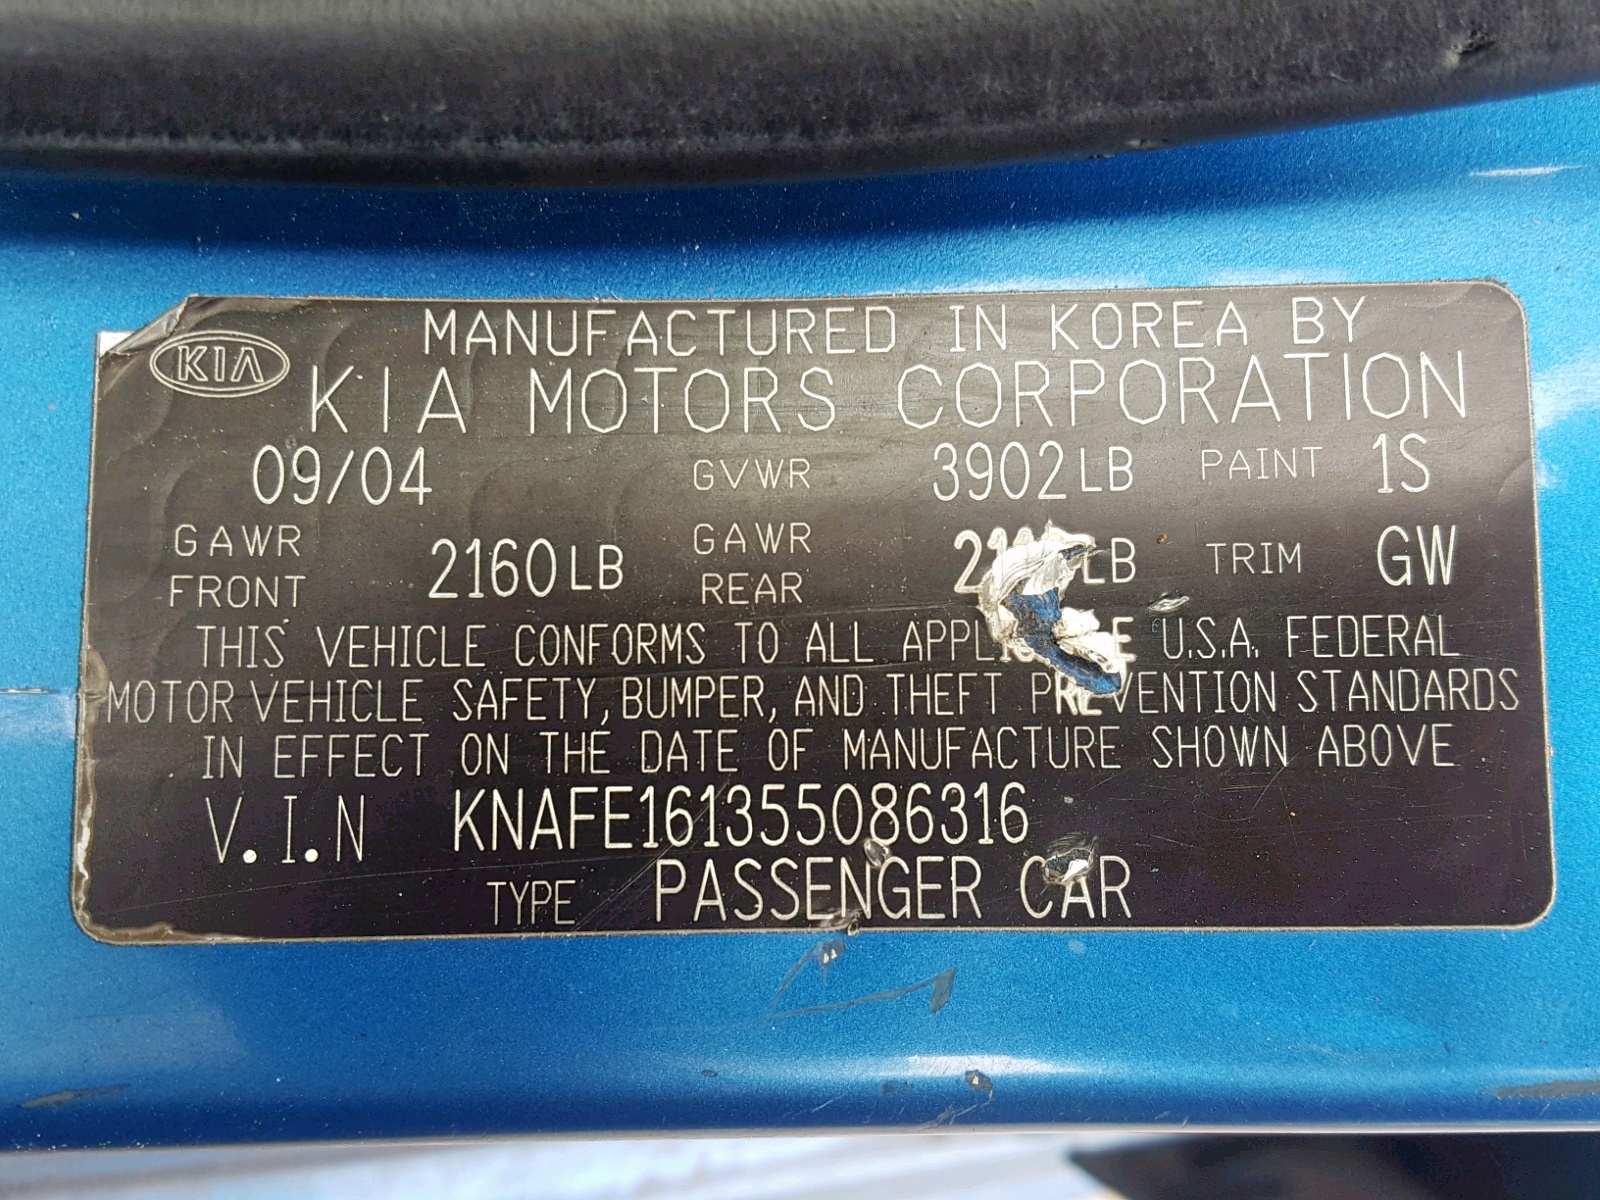 MANUFACTURED IN KOREA BY
KIA KIA MOTORS CORPORATION
09/04 GVWR 3902LB PAINT 1S
GAWR FRONT 2160LB GAWR REAR LB TRIM GW
THIS VEHICLE CONFORMS TO ALL APPLICABLE U.S.A. FEDERAL
MOTOR VEHICLE SAFETY, BUMPER, AND THEFT PREVENTION STANDARDS
IN EFFECT ON THE DATE OF MANUFACTURE SHOWN ABOVE
V.I.N KNAFE161355086316
TYPE PASSENGER CAR